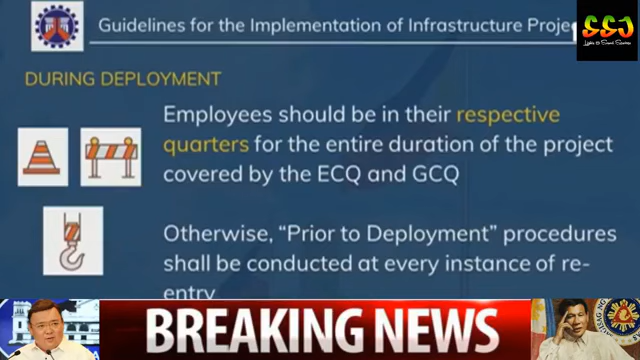 Guidelines for the Implementation of Infrastructure Proje
SSJ
DURING DEPLOYMENT
Employees should be in their respective
quarters for the entire duration of the project
covered by the ECQ and GCQ
Otherwise, “Prior to Deployment” procedures
shall be conducted at every instance of re-
entry
BREAKING NEWS